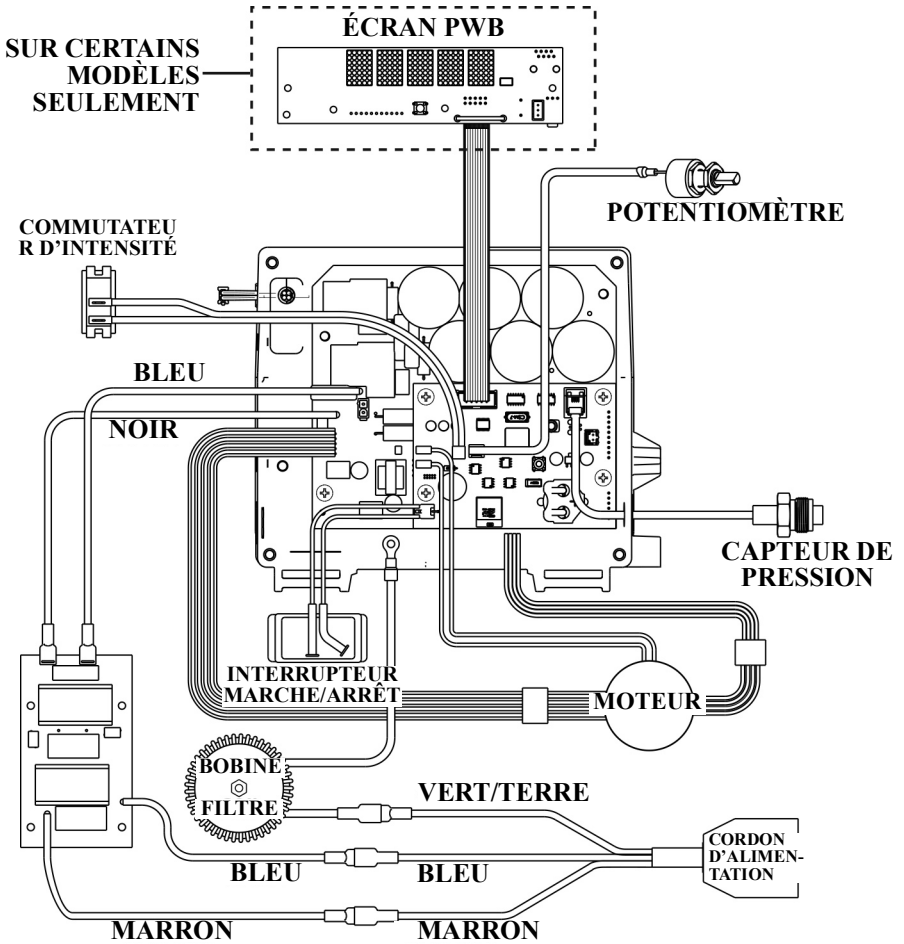 ÉCRAN PWB
SUR CERTAINS
MODÈLES
SEULEMENT
POTENTIOMÈTRE
COMMUTATEU
R D'INTENSITÉ
BLEU
NOIR
CAPTEUR DE
PRESSION
INTERRUPTEUR
MARCHE/ARRÊT
MOTEUR
BOBINE
FILTRE
VERT/TERRE
CORDON
D'ALIMEN-
TATION
BLEU
BLEU
MARRON
MARRON